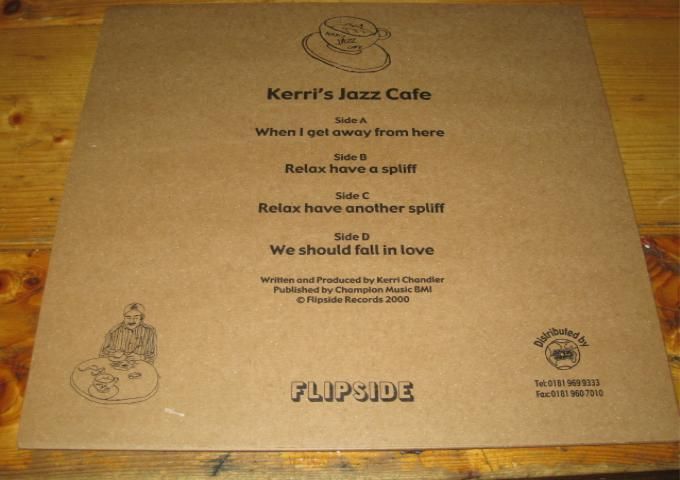 JAZZ
Kerri's Jazz Cafe
Side A
When I get away from here
Side B
Relax have a spliff
Side C
Relax have another spliff
Side D
We should fall in love
Written and Produced by Kerri Chandler
Published by Champion Music BMI
© Flipside Records 2000
Distributed by
FLIPSIDE
Tel: 0181 969 9333
Fax: 0181 960 7010